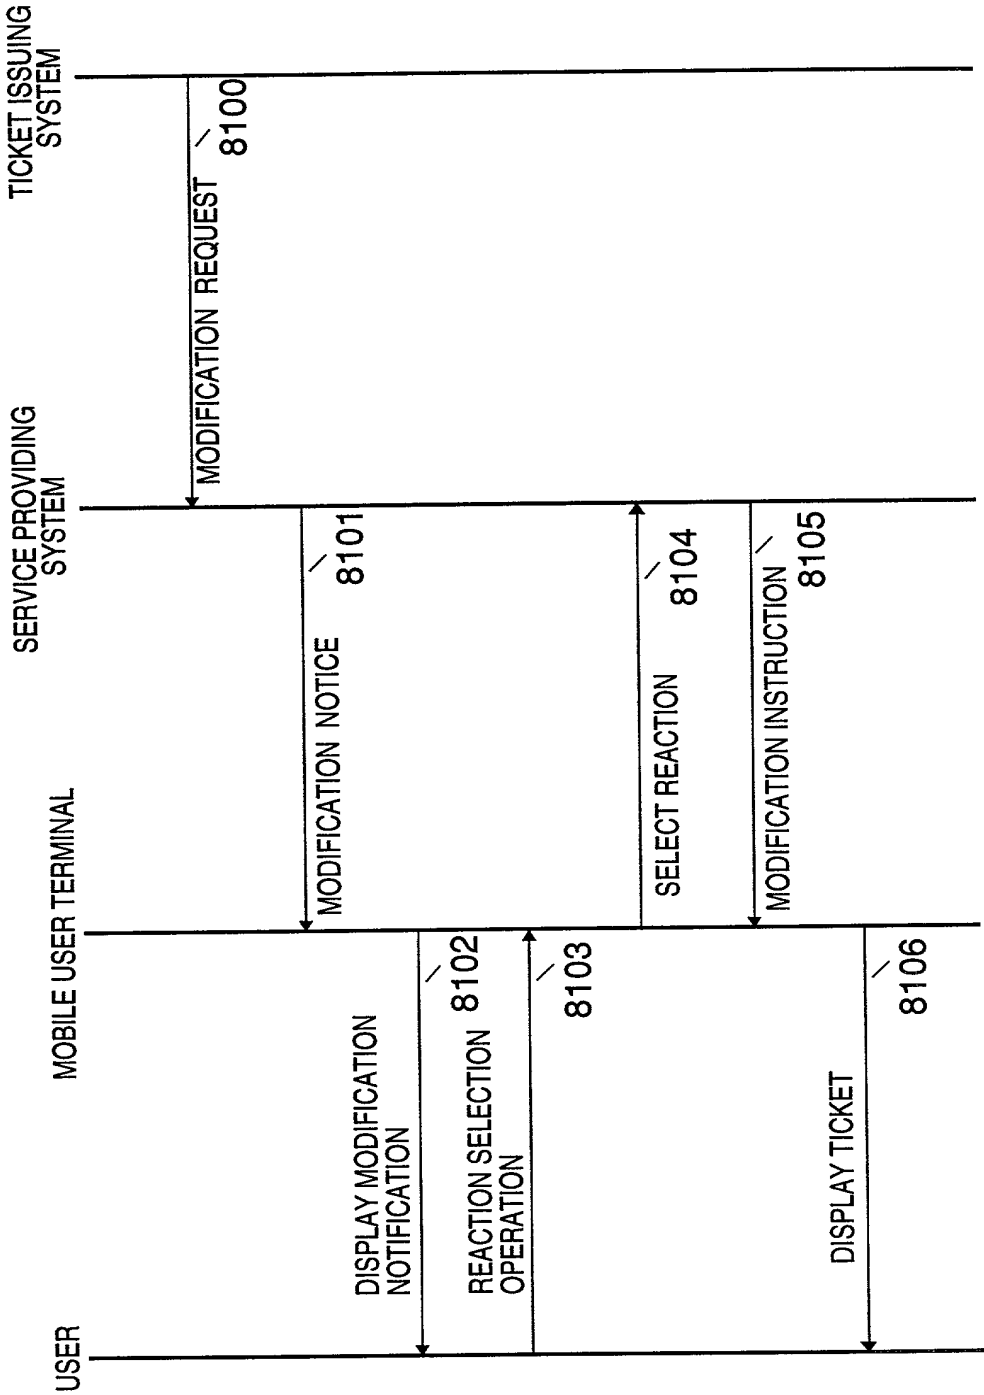 USER
MOBILE USER TERMINAL
SERVICE PROVIDING
SYSTEM
TICKET ISSUING
SYSTEM
MODIFICATION REQUEST
8100
MODIFICATION NOTICE
8101
DISPLAY MODIFICATION
NOTIFICATION
8102
REACTION SELECTION
OPERATION
8103
SELECT REACTION
8104
MODIFICATION INSTRUCTION
8105
DISPLAY TICKET
8106